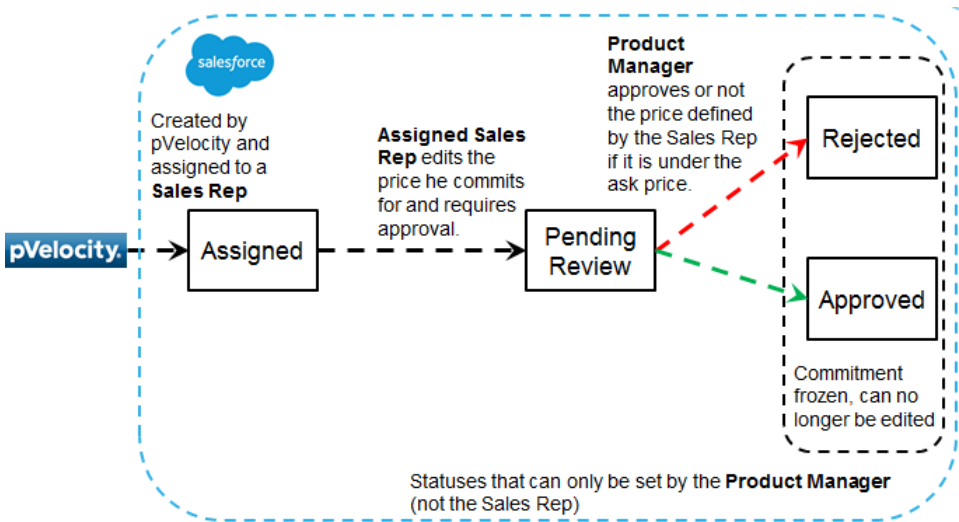 salesforce
Created by
pVelocity and
assigned to a
Sales Rep
Assigned Sales
Rep edits the
price he commits
for and requires
approval.
Product
Manager
approves or not
the price defined
by the Sales Rep
if it is under the
ask price.
pVelocity.
Assigned
Pending
Review
Rejected
Approved
Commitment
frozen, can no
longer be edited
Statuses that can only be set by the Product Manager
(not the Sales Rep)